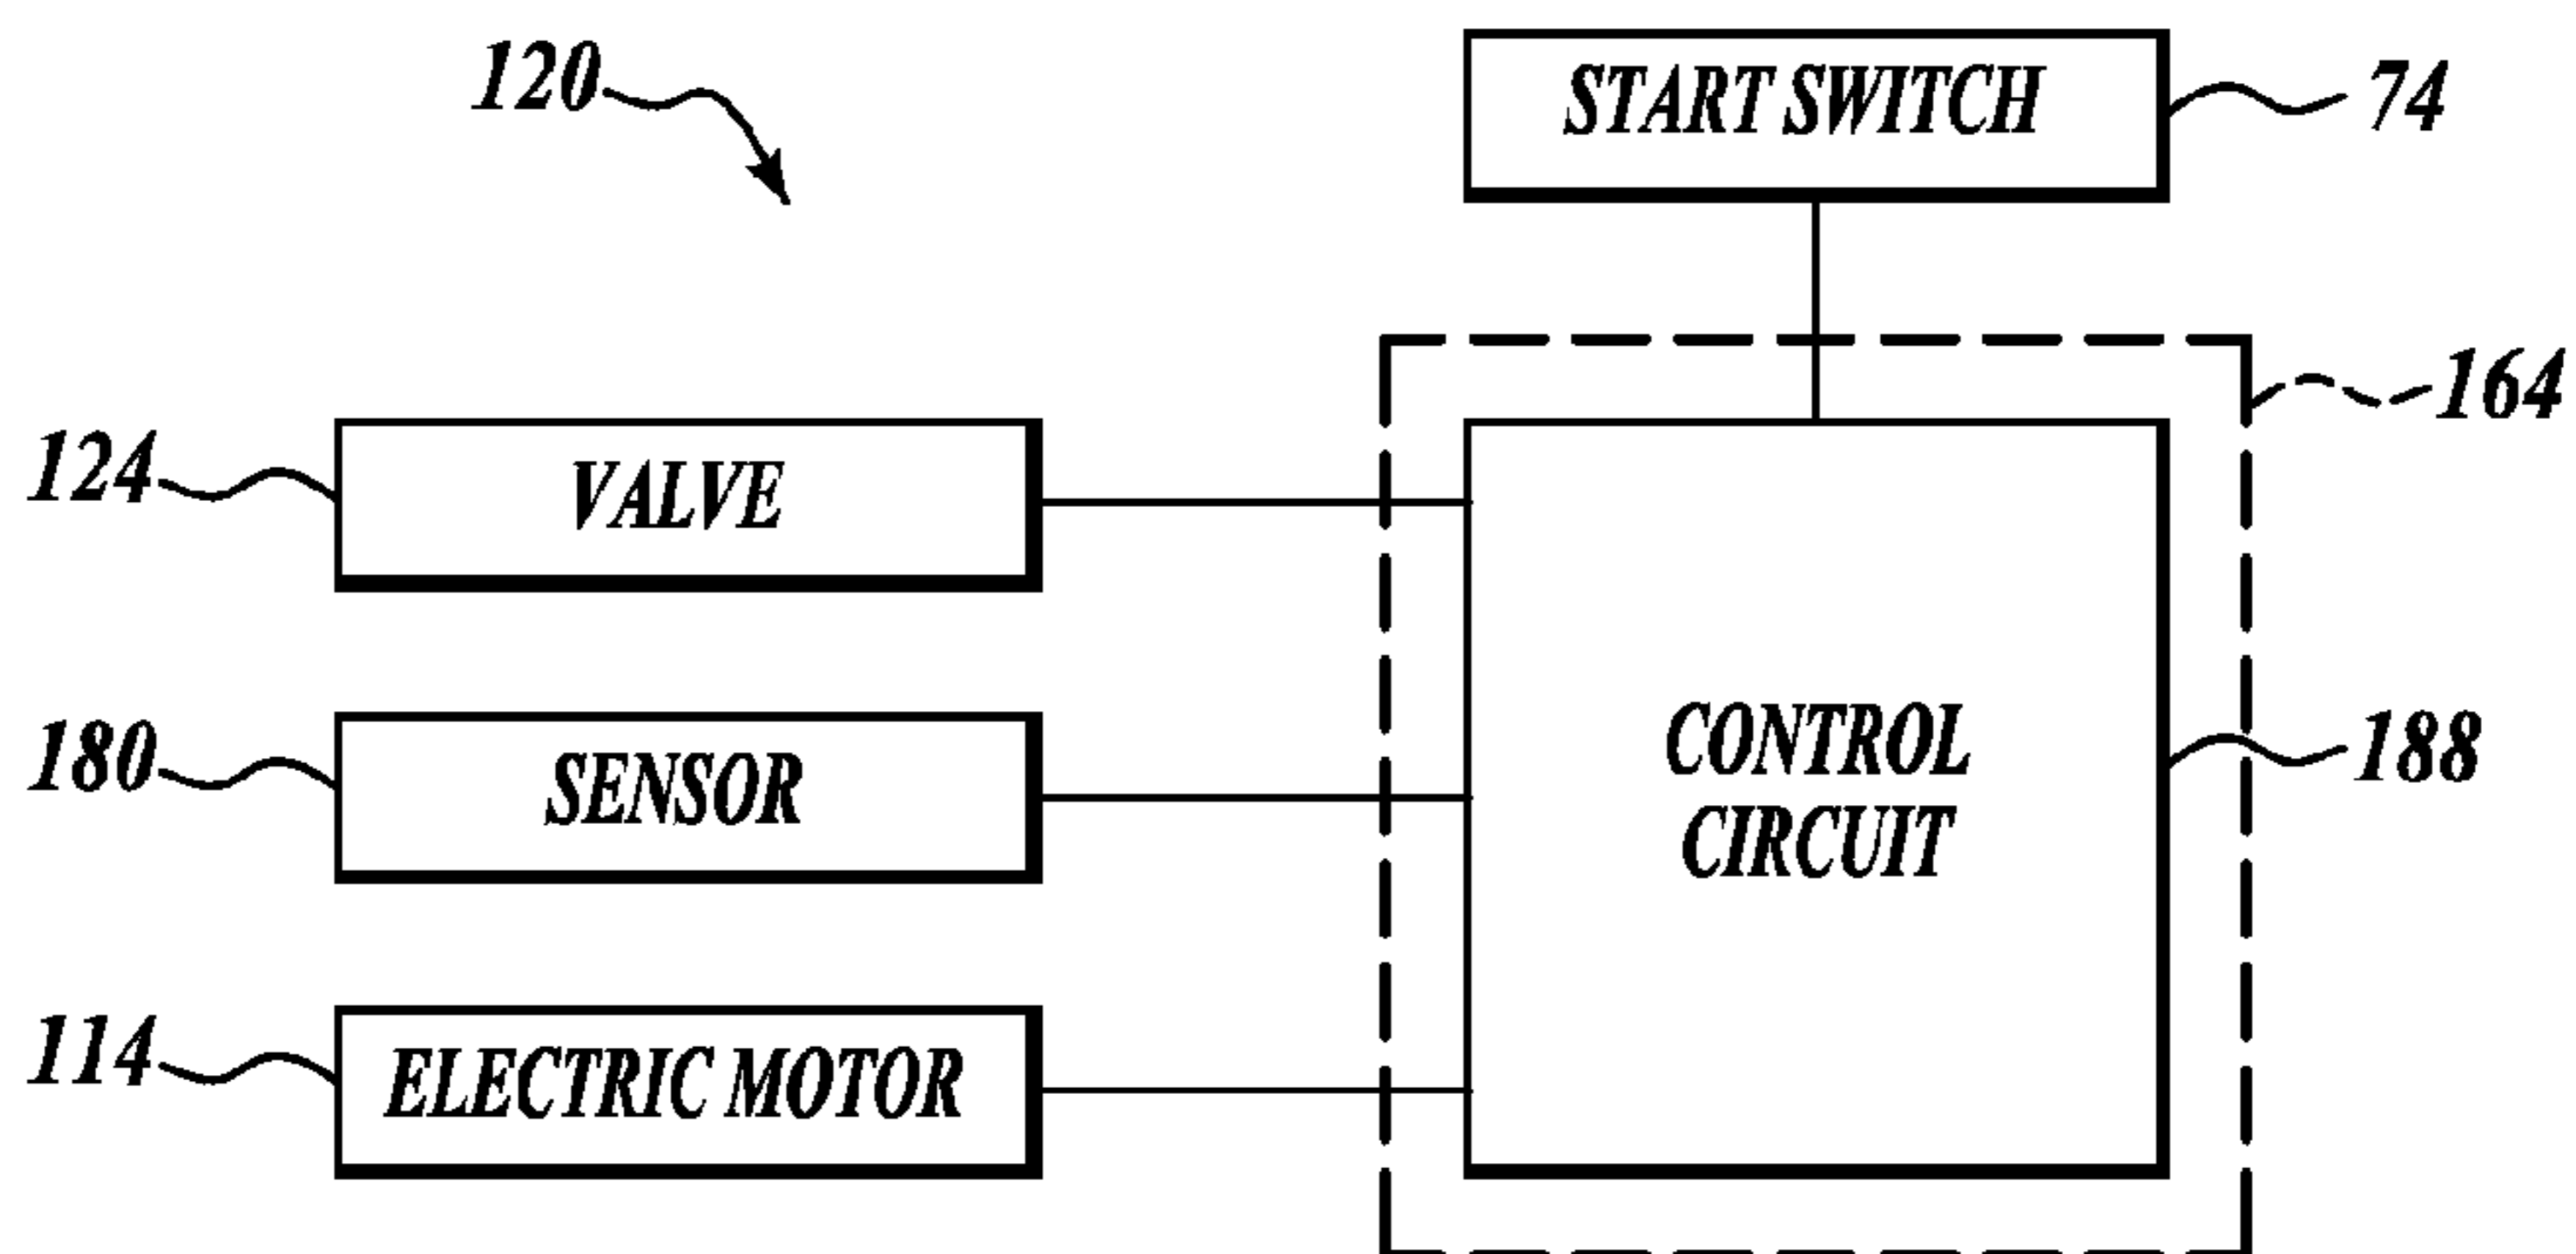 120
START SWITCH
74
164
124
VALVE
180
SENSOR
CONTROL
CIRCUIT
188
114
ELECTRIC MOTOR